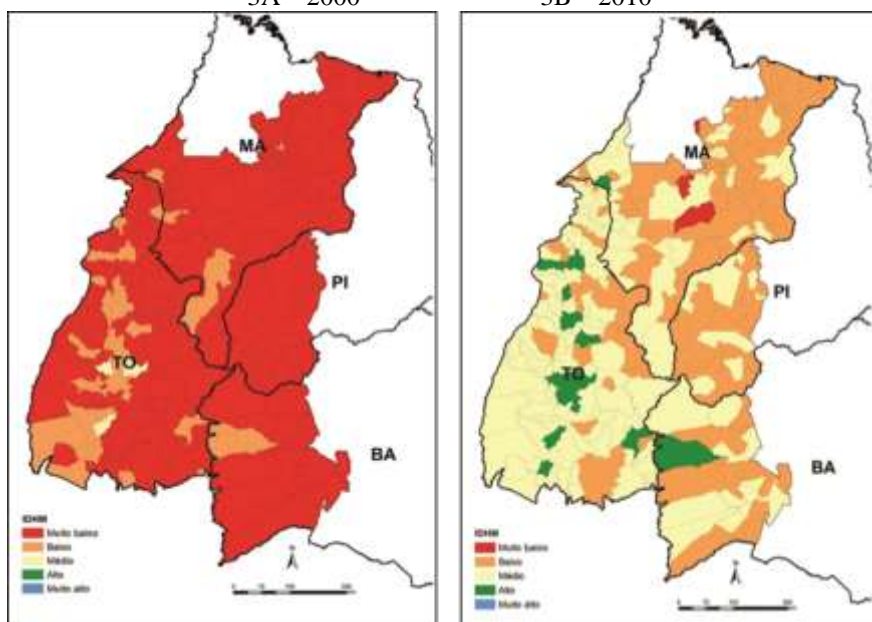 3A – 2000
3B – 2010
MA
PI
TO
BA
IDHM
Muito baixo
Baixo
Médio
Alto
Muito alto
N
MA
PI
TO
BA
IDHM
Muito baixo
Baixo
Médio
Alto
Muito alto
N